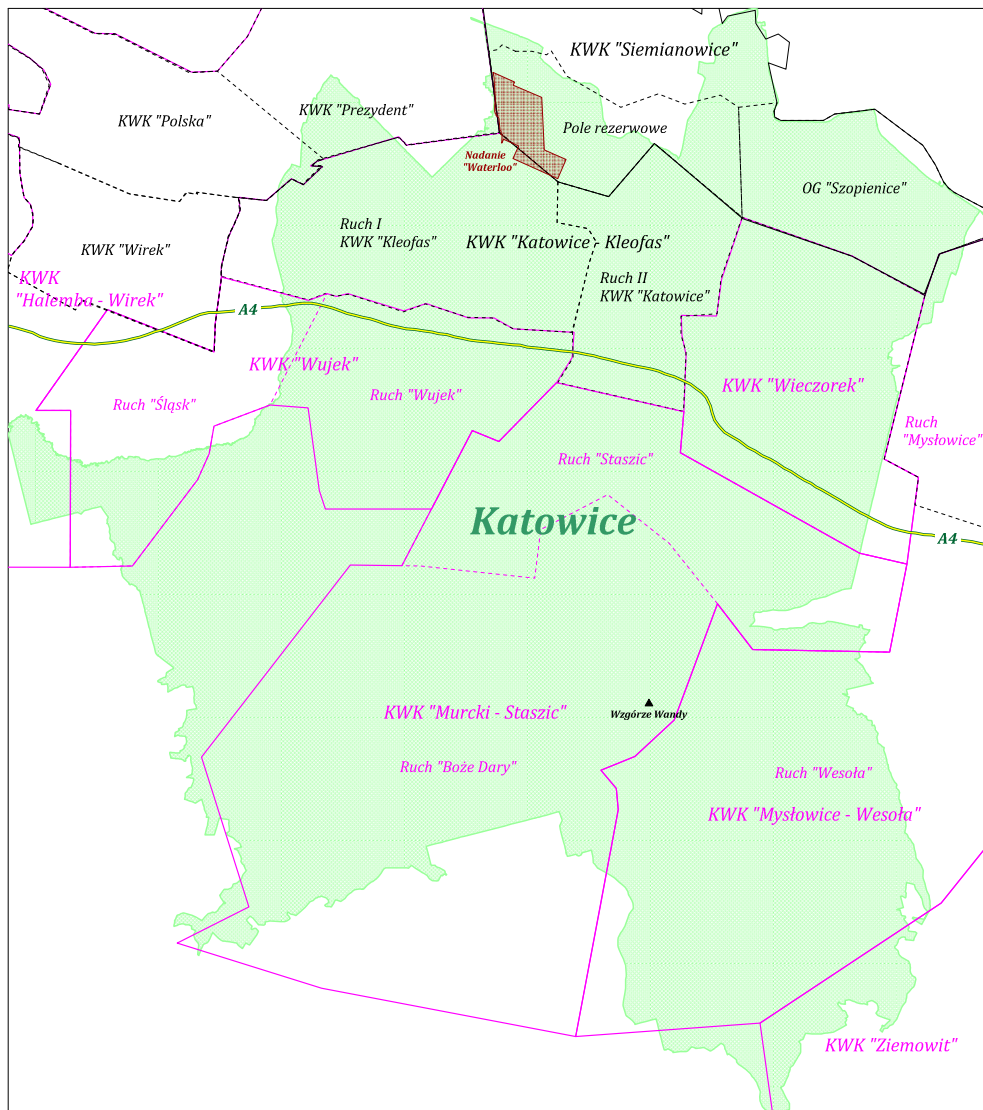 KWK "Siemianowice"
KWK "Prezydent"
KWK "Polska"
Pole rezerwowe
Nadanie
"Waterloo"
OG "Szopienice"
Ruch I
KWK "Kleofas"
KWK "Katowice - Kleofas"
KWK "Wirek"
KWK
"Halemba - Wirek"
Ruch II
KWK "Katowice"
A4
KWK "Wujek"
Ruch "Wujek"
KWK "Wieczorek"
Ruch "Śląsk"
Ruch
"Mysłowice"
Ruch "Staszic"
Katowice
A4
KWK "Murcki - Staszic"
Wzgórze Wandy
Ruch "Boże Dary"
Ruch "Wesoła"
KWK "Mysłowice - Wesoła"
KWK "Ziemowit"